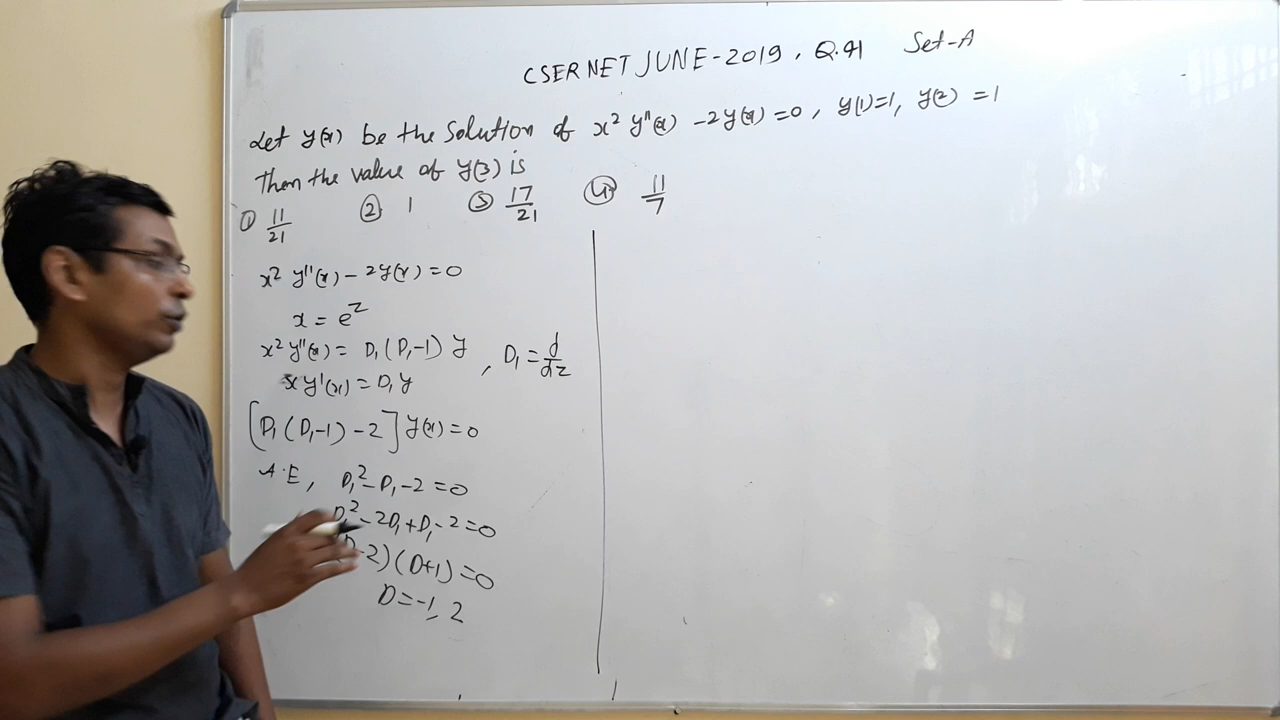 CSER NET JUNE-2019, Q.41 Set-A
Let y(x) be the solution of x² y''(x) -2y(x) =0, y(1)=1, y(2) =1
Then the value of y(3) is
① 11/21 ② 1 ③ 17/21 ④ 11/7
x² y''(x) - 2y(x) = 0
x = e^z
x² y''(x) = D₁(D₁-1) y , D₁ = d/dz
x y'(x) = D₁ y
[D₁(D₁-1) -2] y(x) = 0
A.E, D₁² - D₁ - 2 = 0
D₁² - 2D₁ + D₁ - 2 = 0
-2)(D+1) = 0
D = -1, 2